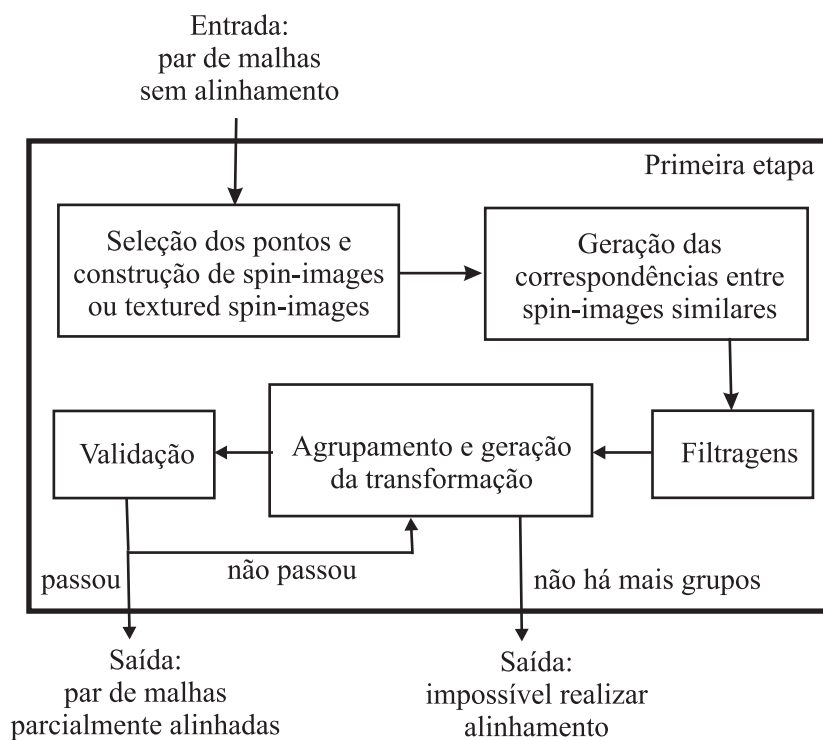 Entrada:
par de malhas
sem alinhamento
Primeira etapa
Seleção dos pontos e
construção de spin-images
ou textured spin-images
Geração das
correspondências entre
spin-images similares
Validação
Agrupamento e geração
da transformação
Filtragens
passou
não passou
não há mais grupos
Saída:
par de malhas
parcialmente alinhadas
Saída:
impossível realizar
alinhamento